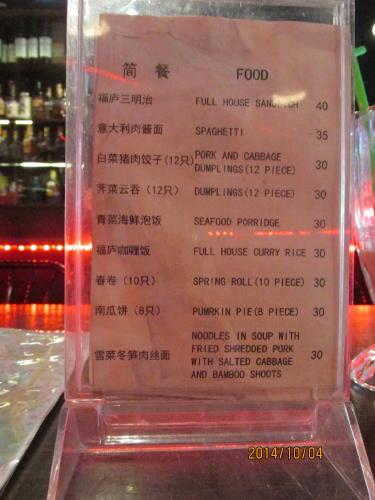 简 餐 FOOD
福庐三明治 FULL HOUSE SANDWICH 40
意大利肉酱面 SPAGHETTI 35
白菜猪肉饺子(12只) PORK AND CABBAGE
DUMPLINGS(12 PIECE) 30
荠菜云吞（12只） DUMPLINGS(12 PIECE) 30
青菜海鲜泡饭 SEAFOOD PORRIDGE 30
福庐咖喱饭 FULL HOUSE CURRY RICE 30
春卷（10只） SPRING ROLL(10 PIECE) 30
南瓜饼（8只） PUMRKIN PIE(8 PIECE) 30
NOODLES IN SOUP WITH
FRIED SHREDDED PORK
雪菜冬笋肉丝面 WITH SALTED CABBAGE 30
AND BAMBOO SHOOTS
2014/10/04